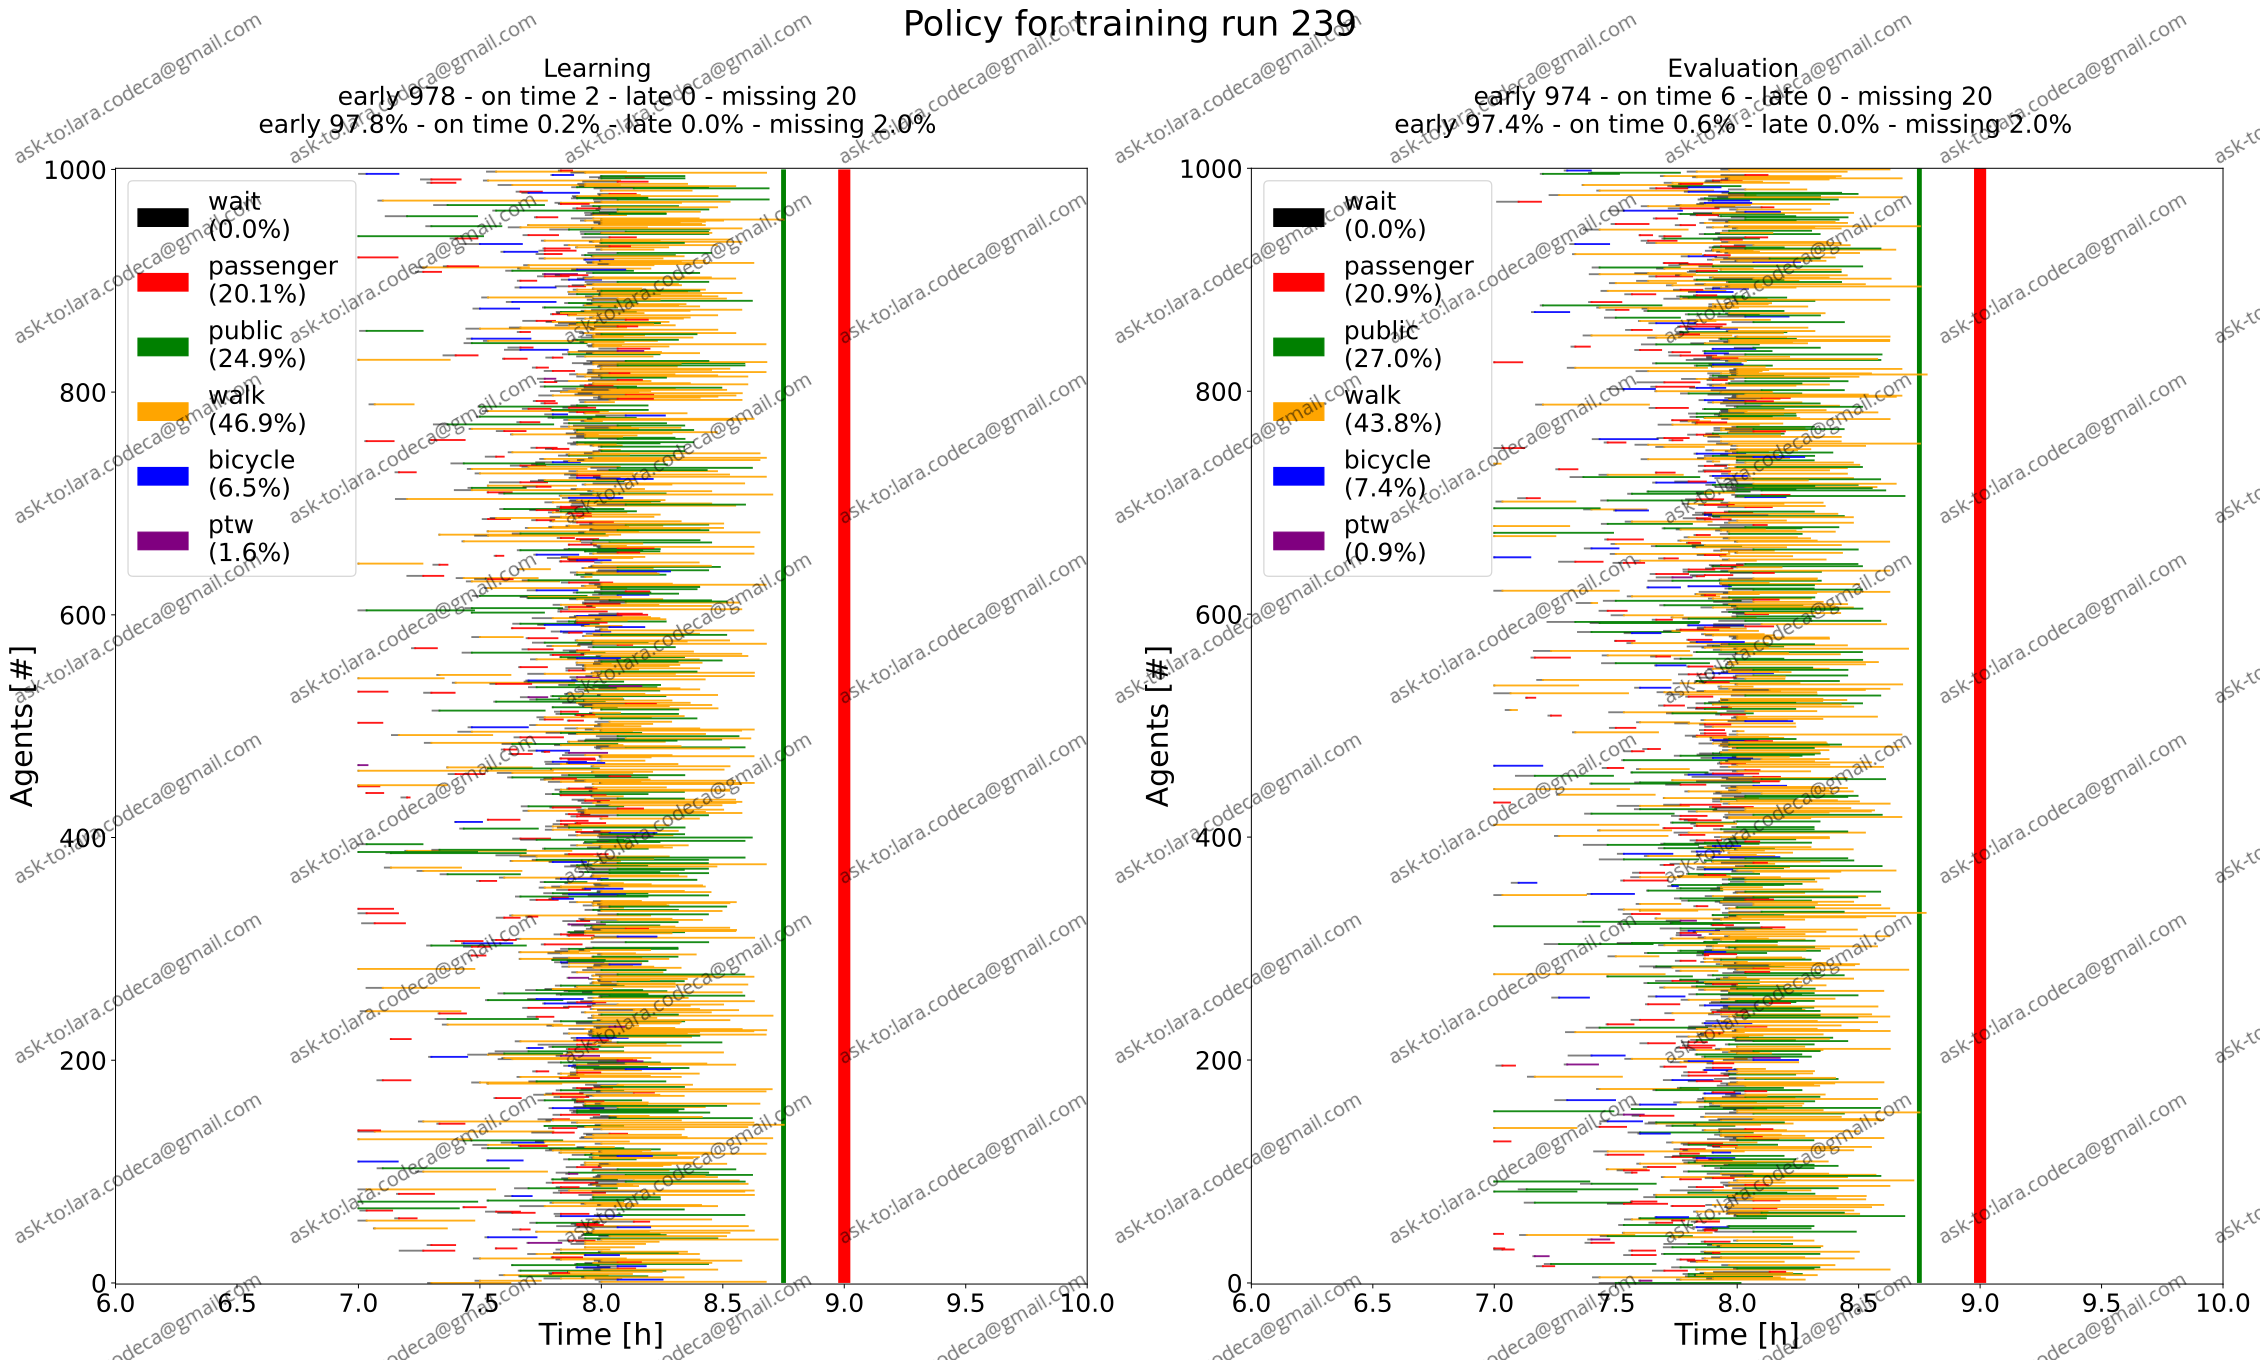 Policy for training run 239
Learning
early 978 - on time 2 - late 0 - missing 20
early 97.8% - on time 0.2% - late 0.0% - missing 2.0%
Evaluation
early 974 - on time 6 - late 0 - missing 20
early 97.4% - on time 0.6% - late 0.0% - missing 2.0%
1000
800
600
400
200
0
Agents [#]
wait
(0.0%)
passenger
(20.1%)
public
(24.9%)
walk
(46.9%)
bicycle
(6.5%)
ptw
(1.6%)
6.0 6.5 7.0 7.5 8.0 8.5 9.0 9.5 10.0
Time [h]
1000
800
600
400
200
0
Agents [#]
wait
(0.0%)
passenger
(20.9%)
public
(27.0%)
walk
(43.8%)
bicycle
(7.4%)
ptw
(0.9%)
6.0 6.5 7.0 7.5 8.0 8.5 9.0 9.5 10.0
Time [h]
ask-to:lara.codeca@gmail.com